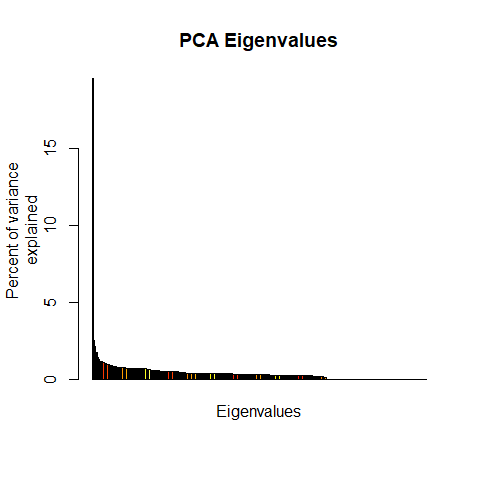 PCA Eigenvalues
Percent of variance
explained
15
10
5
0
Eigenvalues